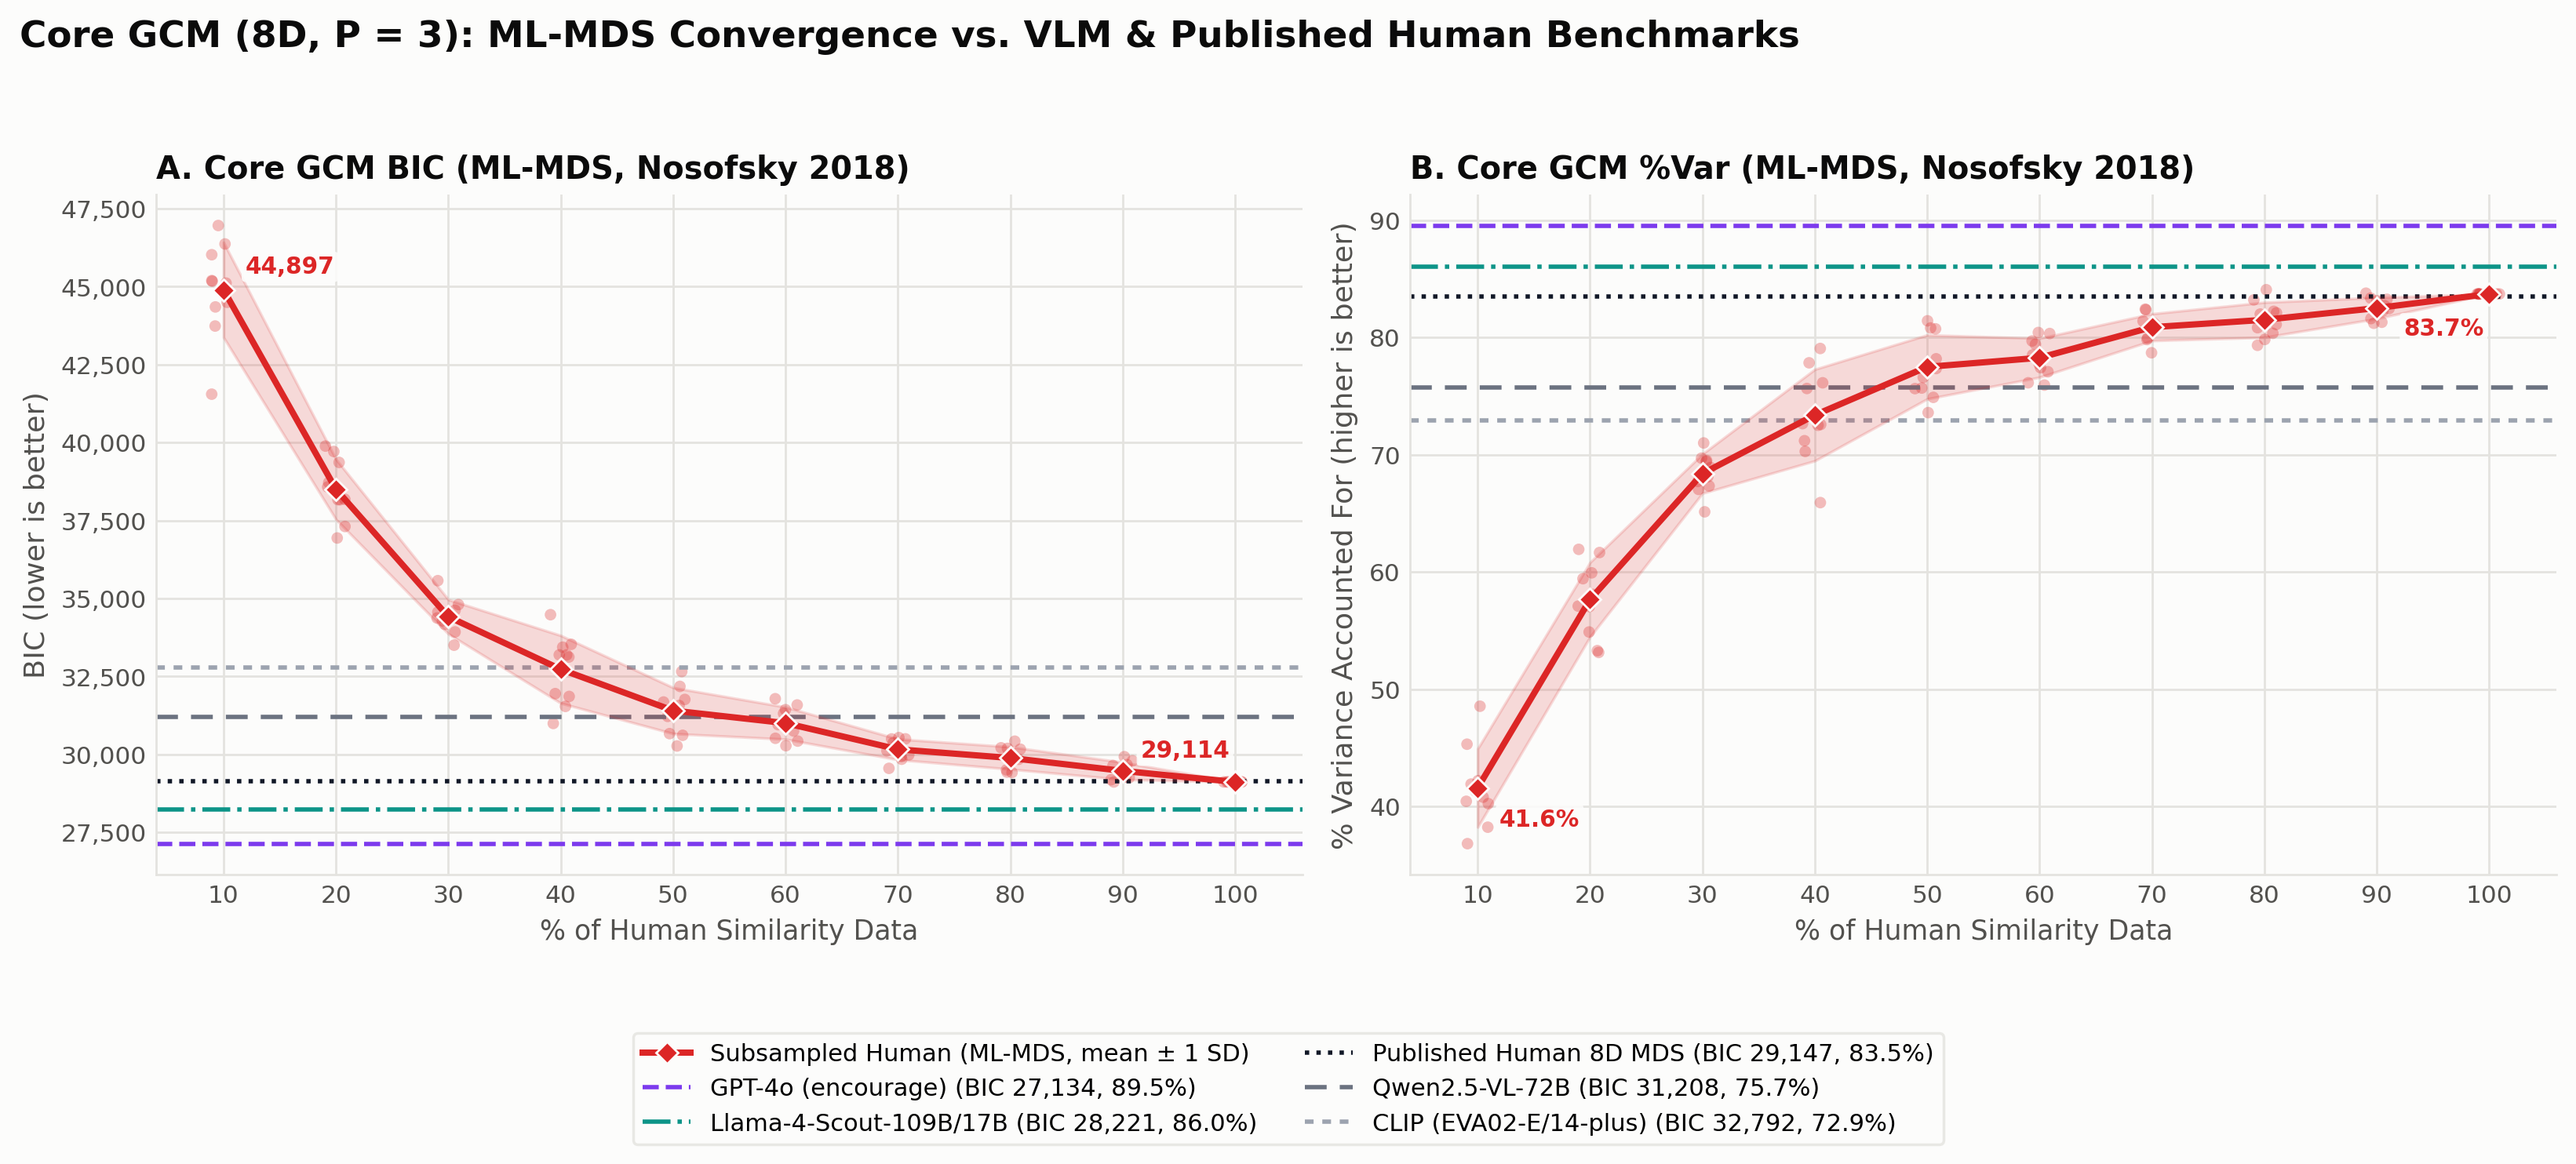 Core GCM (8D, P = 3): ML-MDS Convergence vs. VLM & Published Human Benchmarks
A. Core GCM BIC (ML-MDS, Nosofsky 2018)
BIC (lower is better)
47,500
45,000
42,500
40,000
37,500
35,000
32,500
30,000
27,500
44,897
29,114
10 20 30 40 50 60 70 80 90 100
% of Human Similarity Data
B. Core GCM %Var (ML-MDS, Nosofsky 2018)
% Variance Accounted For (higher is better)
90
80
70
60
50
40
83.7%
41.6%
10 20 30 40 50 60 70 80 90 100
% of Human Similarity Data
Subsampled Human (ML-MDS, mean ± 1 SD)
GPT-4o (encourage) (BIC 27,134, 89.5%)
Llama-4-Scout-109B/17B (BIC 28,221, 86.0%)
Published Human 8D MDS (BIC 29,147, 83.5%)
Qwen2.5-VL-72B (BIC 31,208, 75.7%)
CLIP (EVA02-E/14-plus) (BIC 32,792, 72.9%)